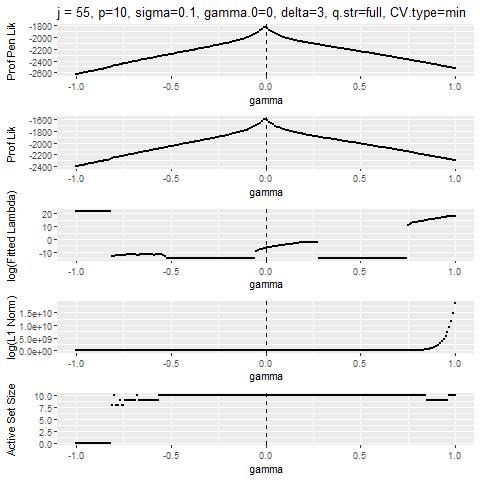 j = 55, p=10, sigma=0.1, gamma.0=0, delta=3, q.str=full, CV.type=min
Prof Pen Lik
-1800
-2000
-2200
-2400
-2600
-1.0 -0.5 0.0 0.5 1.0
gamma
Prof Lik
-1600
-1800
-2000
-2200
-2400
-1.0 -0.5 0.0 0.5 1.0
gamma
log(Fitted Lambda)
20
10
0
-10
-1.0 -0.5 0.0 0.5 1.0
gamma
log(L1 Norm)
1.5e+10
1.0e+10
5.0e+09
0.0e+00
-1.0 -0.5 0.0 0.5 1.0
gamma
Active Set Size
10.0
7.5
5.0
2.5
0.0
-1.0 -0.5 0.0 0.5 1.0
gamma